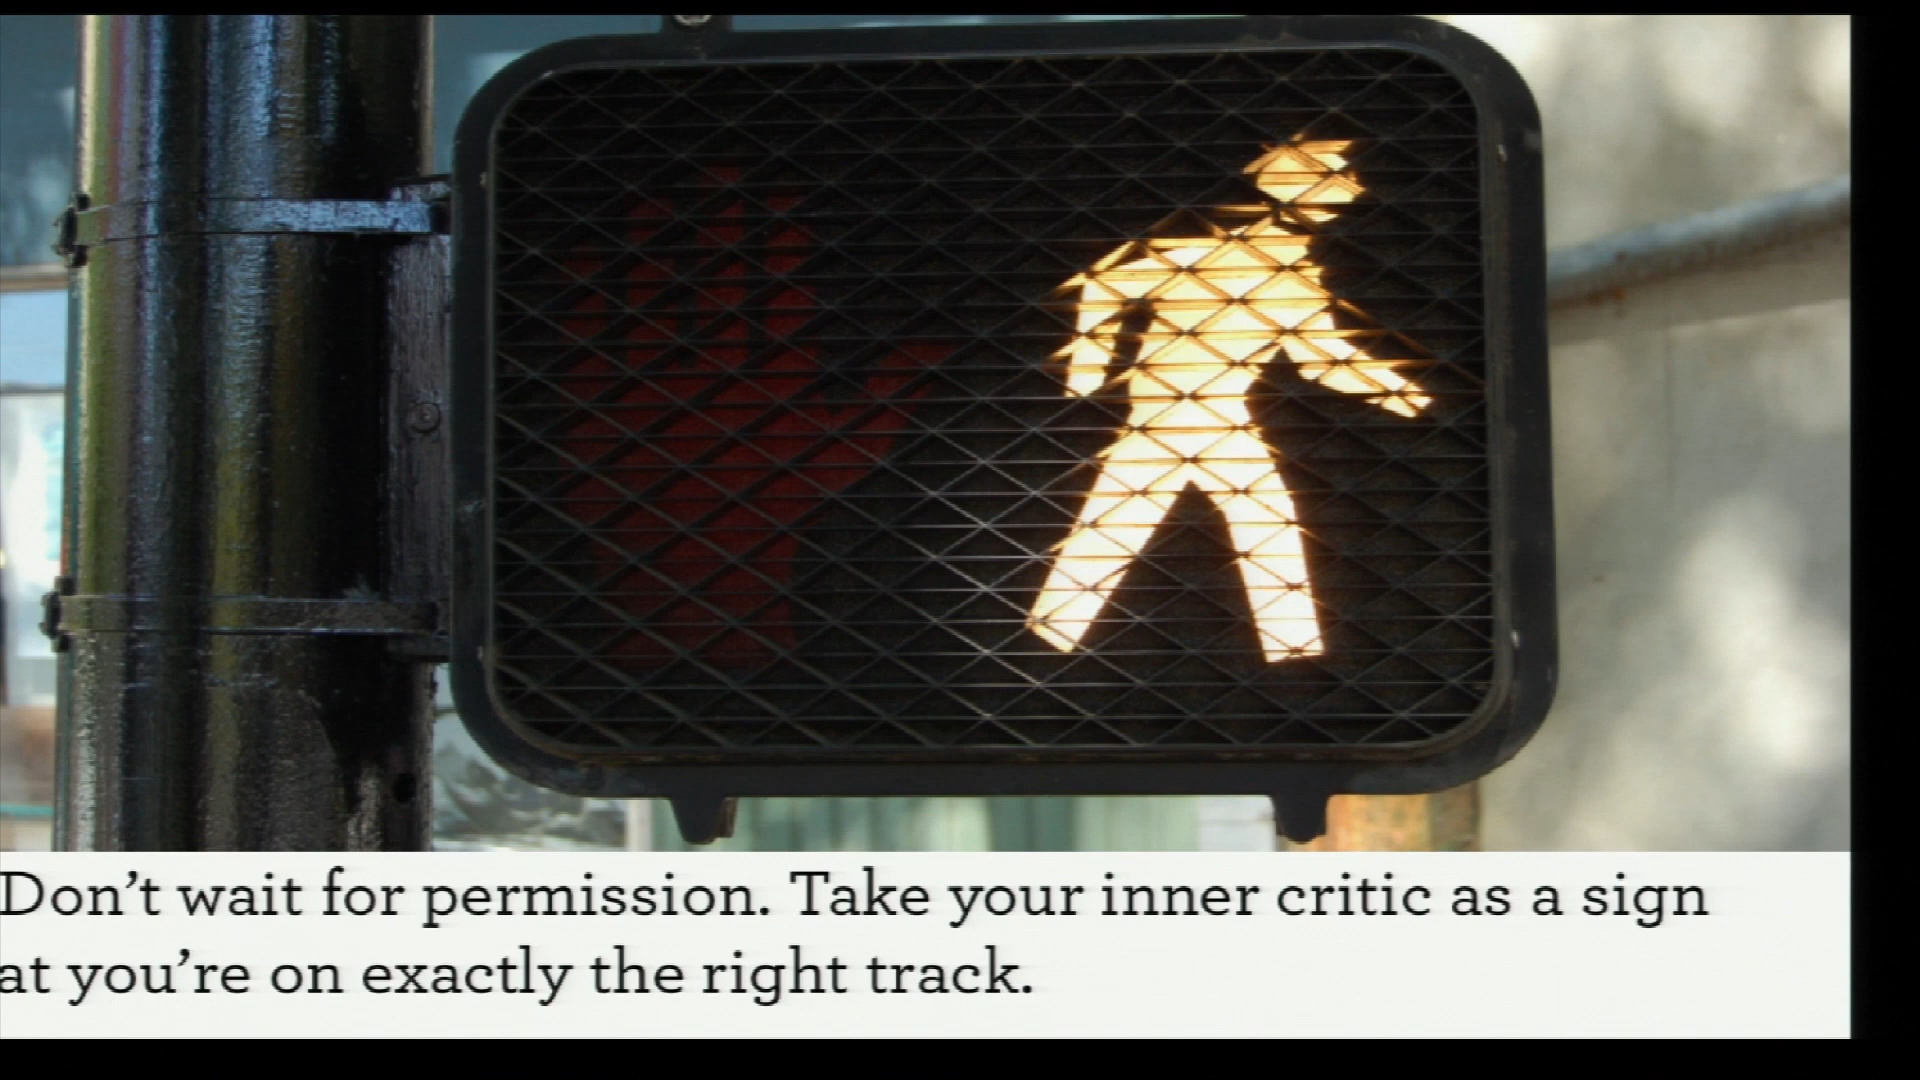 Don’t wait for permission. Take your inner critic as a sign
at you’re on exactly the right track.